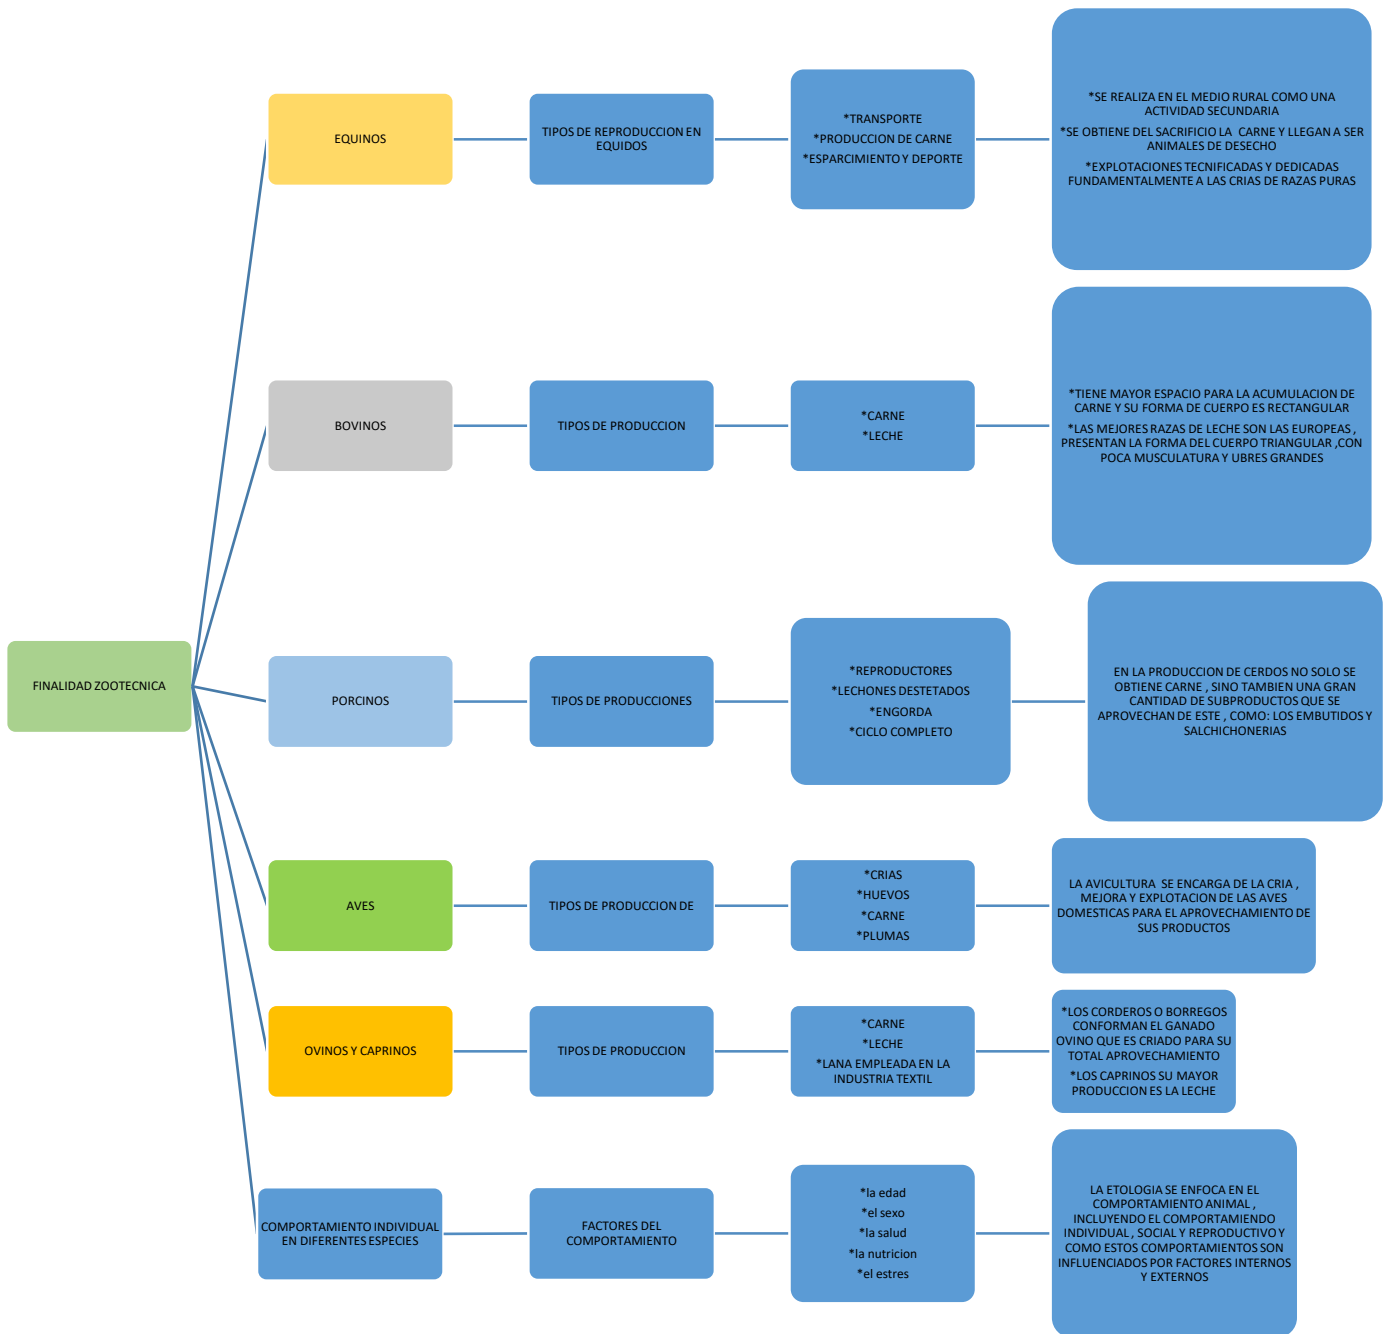 FINALIDAD ZOOTECNICA
EQUINOS
TIPOS DE REPRODUCCION EN
EQUIDOS
*TRANSPORTE
*PRODUCCION DE CARNE
*ESPARCIMIENTO Y DEPORTE
*SE REALIZA EN EL MEDIO RURAL COMO UNA
ACTIVIDAD SECUNDARIA
*SE OBTIENE DEL SACRIFICIO LA CARNE Y LLEGAN A SER
ANIMALES DE DESECHO
*EXPLOTACIONES TECNIFICADAS Y DEDICADAS
FUNDAMENTALMENTE A LAS CRIAS DE RAZAS PURAS
BOVINOS
TIPOS DE PRODUCCION
*CARNE
*LECHE
*TIENE MAYOR ESPACIO PARA LA ACUMULACION DE
CARNE Y SU FORMA DE CUERPO ES RECTANGULAR
*LAS MEJORES RAZAS DE LECHE SON LAS EUROPEAS ,
PRESENTAN LA FORMA DEL CUERPO TRIANGULAR ,CON
POCA MUSCULATURA Y UBRES GRANDES
PORCINOS
TIPOS DE PRODUCCIONES
*REPRODUCTORES
*LECHONES DESTETADOS
*ENGORDA
*CICLO COMPLETO
EN LA PRODUCCION DE CERDOS NO SOLO SE
OBTIENE CARNE , SINO TAMBIEN UNA GRAN
CANTIDAD DE SUBPRODUCTOS QUE SE
APROVECHAN DE ESTE , COMO: LOS EMBUTIDOS Y
SALCHICHONERIAS
AVES
TIPOS DE PRODUCCION DE
*CRIAS
*HUEVOS
*CARNE
*PLUMAS
LA AVICULTURA SE ENCARGA DE LA CRIA ,
MEJORA Y EXPLOTACION DE LAS AVES
DOMESTICAS PARA EL APROVECHAMIENTO DE
SUS PRODUCTOS
OVINOS Y CAPRINOS
TIPOS DE PRODUCCION
*CARNE
*LECHE
*LANA EMPLEADA EN LA
INDUSTRIA TEXTIL
*LOS CORDEROS O BORREGOS
CONFORMAN EL GANADO
OVINO QUE ES CRIADO PARA SU
TOTAL APROVECHAMIENTO
*LOS CAPRINOS SU MAYOR
PRODUCCION ES LA LECHE
COMPORTAMIENTO INDIVIDUAL
EN DIFERENTES ESPECIES
FACTORES DEL
COMPORTAMIENTO
*la edad
*el sexo
*la salud
*la nutricion
*el estres
LA ETOLOGIA SE ENFOCA EN EL
COMPORTAMIENTO ANIMAL ,
INCLUYENDO EL COMPORTAMIENDO
INDIVIDUAL , SOCIAL Y REPRODUCTIVO Y
COMO ESTOS COMPORTAMIENTOS SON
INFLUENCIADOS POR FACTORES INTERNOS
Y EXTERNOS